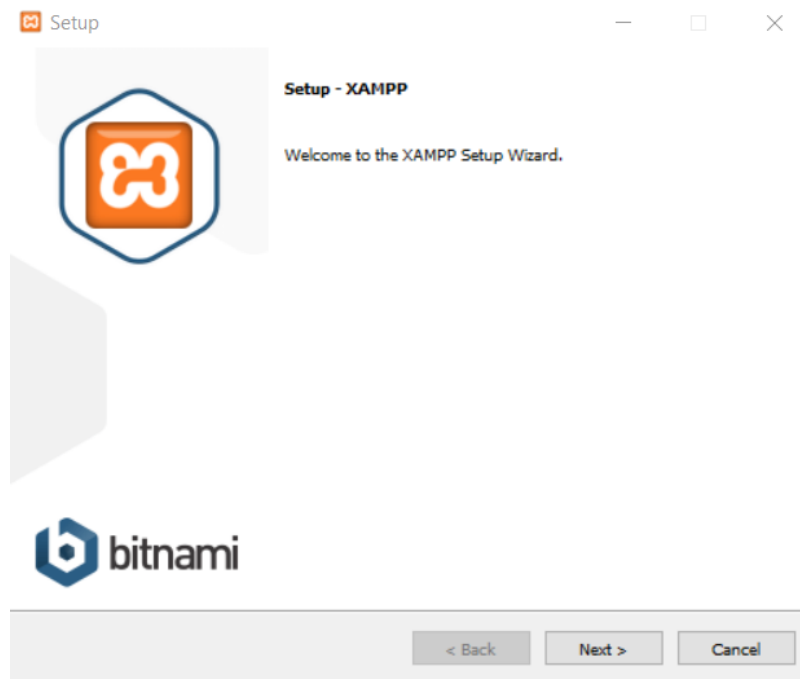 Setup
Setup - XAMPP
Welcome to the XAMPP Setup Wizard.
bitnami
< Back
Next >
Cancel